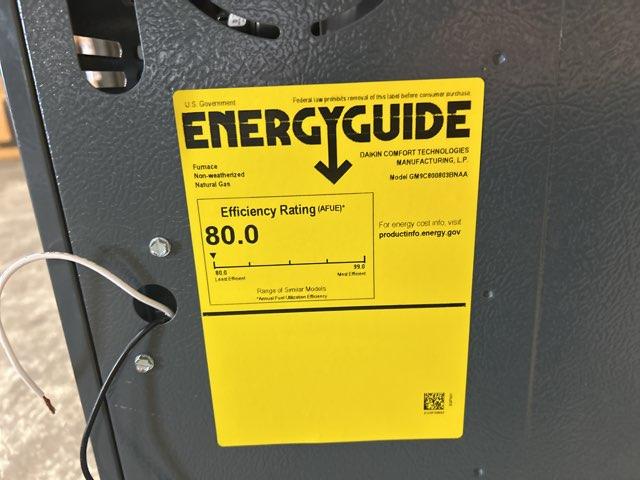 U.S. Government
Federal law prohibits removal of this label before consumer purchase
ENERGYGUIDE
Furnace
Non-weatherized
Natural Gas
DAIKIN COMFORT TECHNOLOGIES
MANUFACTURING, L.P.
Model GM9C800803BNAA
Efficiency Rating (AFUE)*
80.0
80.0
99.0
Least Efficient
Most Efficient
Range of Similar Models
*Annual Fuel Utilization Efficiency
For energy cost info, visit
productinfo.energy.gov